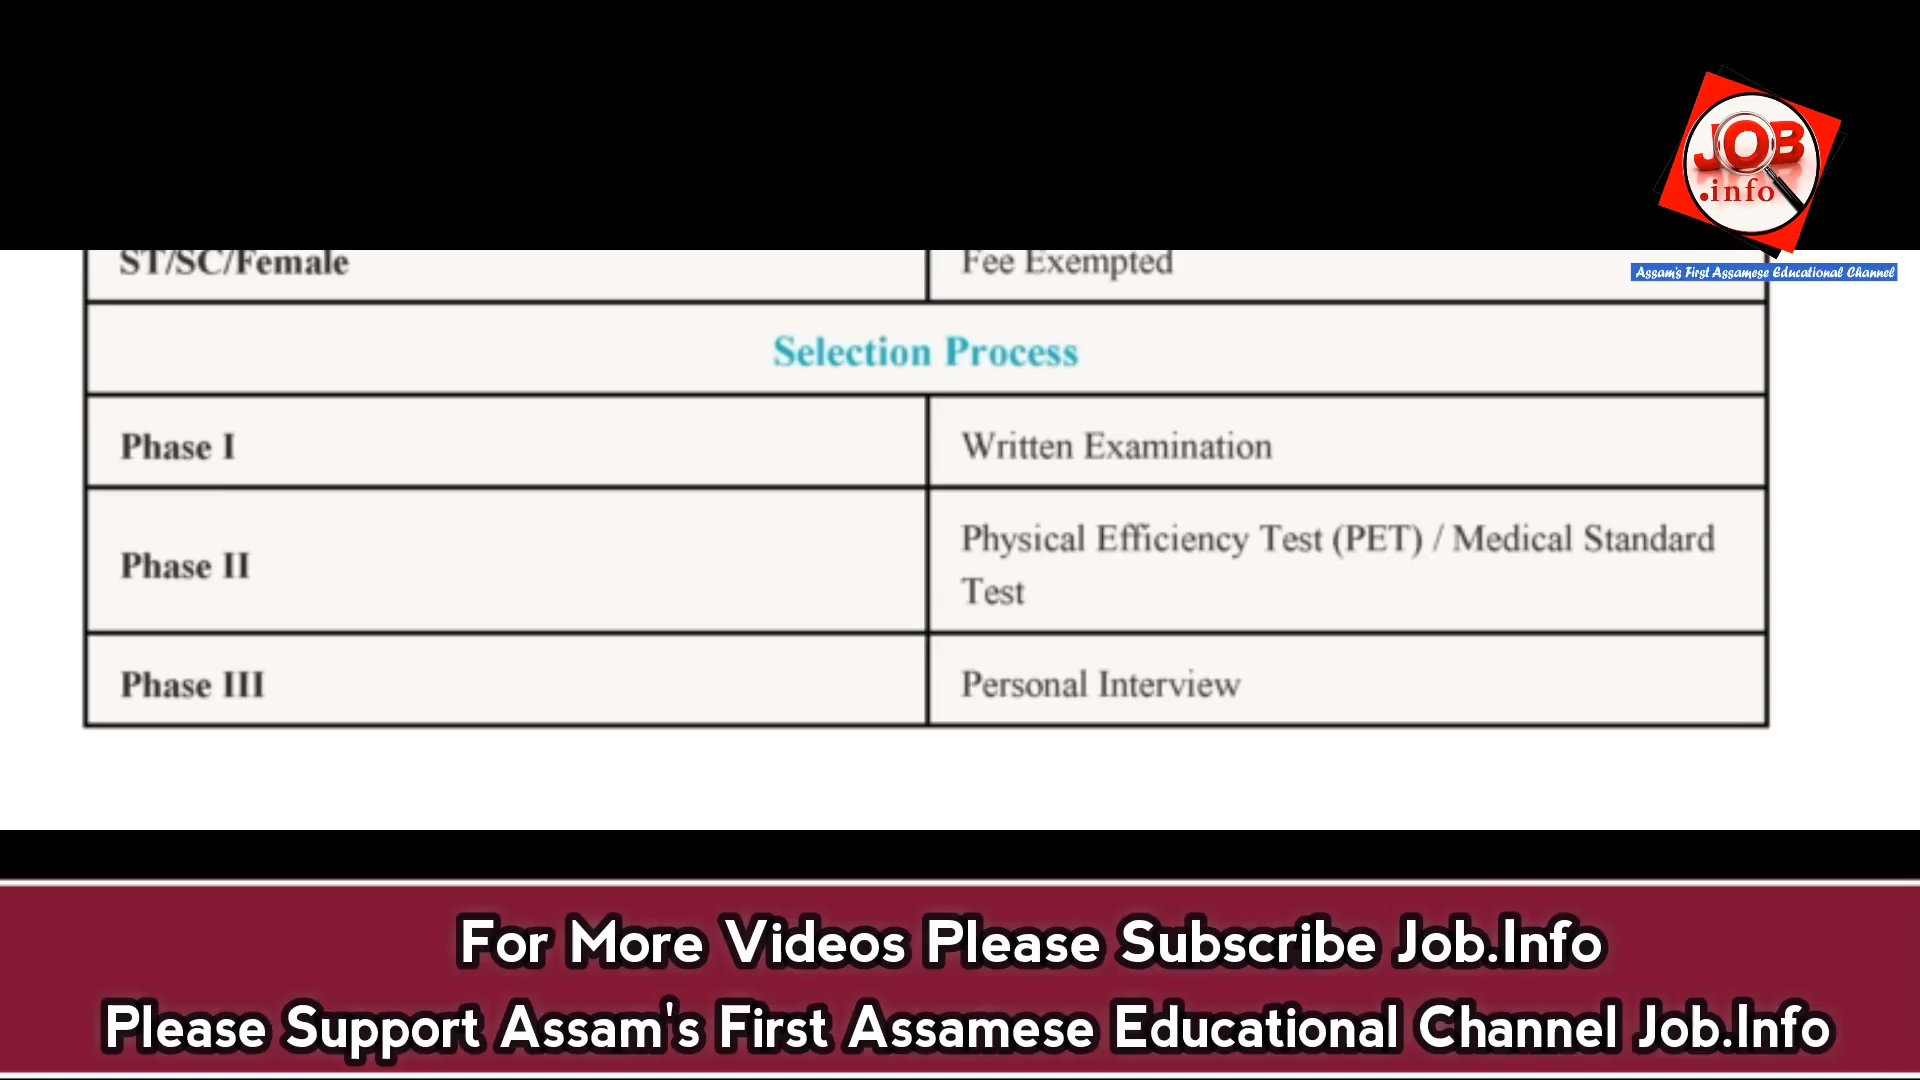 JOB
.info
ST/SC/Female Fee Exempted
Assam's First Assamese Educational Channel
Selection Process
Phase I Written Examination
Phase II Physical Efficiency Test (PET) / Medical Standard
Test
Phase III Personal Interview
For More Videos Please Subscribe Job.Info
Please Support Assam's First Assamese Educational Channel Job.Info